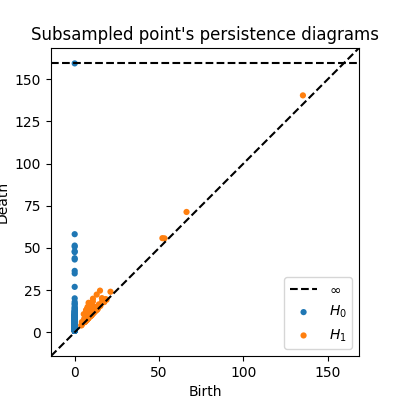 Subsampled point's persistence diagrams
150
125
100
75
50
25
0
Death
0 50 100 150
Birth
∞
H0
H1